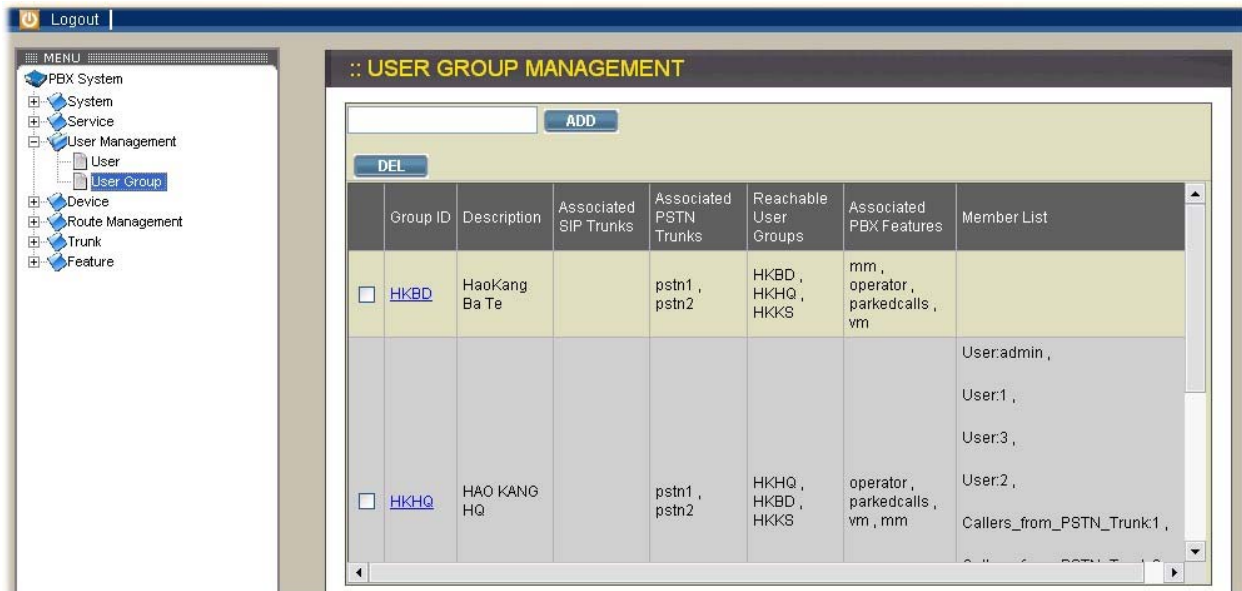 Logout
MENU
PBX System
System
Service
User Management
User
User Group
Device
Route Management
Trunk
Feature
:: USER GROUP MANAGEMENT
ADD
DEL
Group ID
Description
Associated
SIP Trunks
Associated
PSTN
Trunks
Reachable
User
Groups
Associated
PBX Features
Member List
HKBD
HaoKang
Ba Te
pstn1 ,
pstn2
HKBD ,
HKHQ ,
HKKS
mm ,
operator ,
parkedcalls ,
vm
HKHQ
HAO KANG
HQ
pstn1 ,
pstn2
HKHQ ,
HKBD ,
HKKS
operator ,
parkedcalls ,
vm , mm
User:admin ,
User:1 ,
User:3 ,
User:2 ,
Callers_from_PSTN_Trunk:1 ,